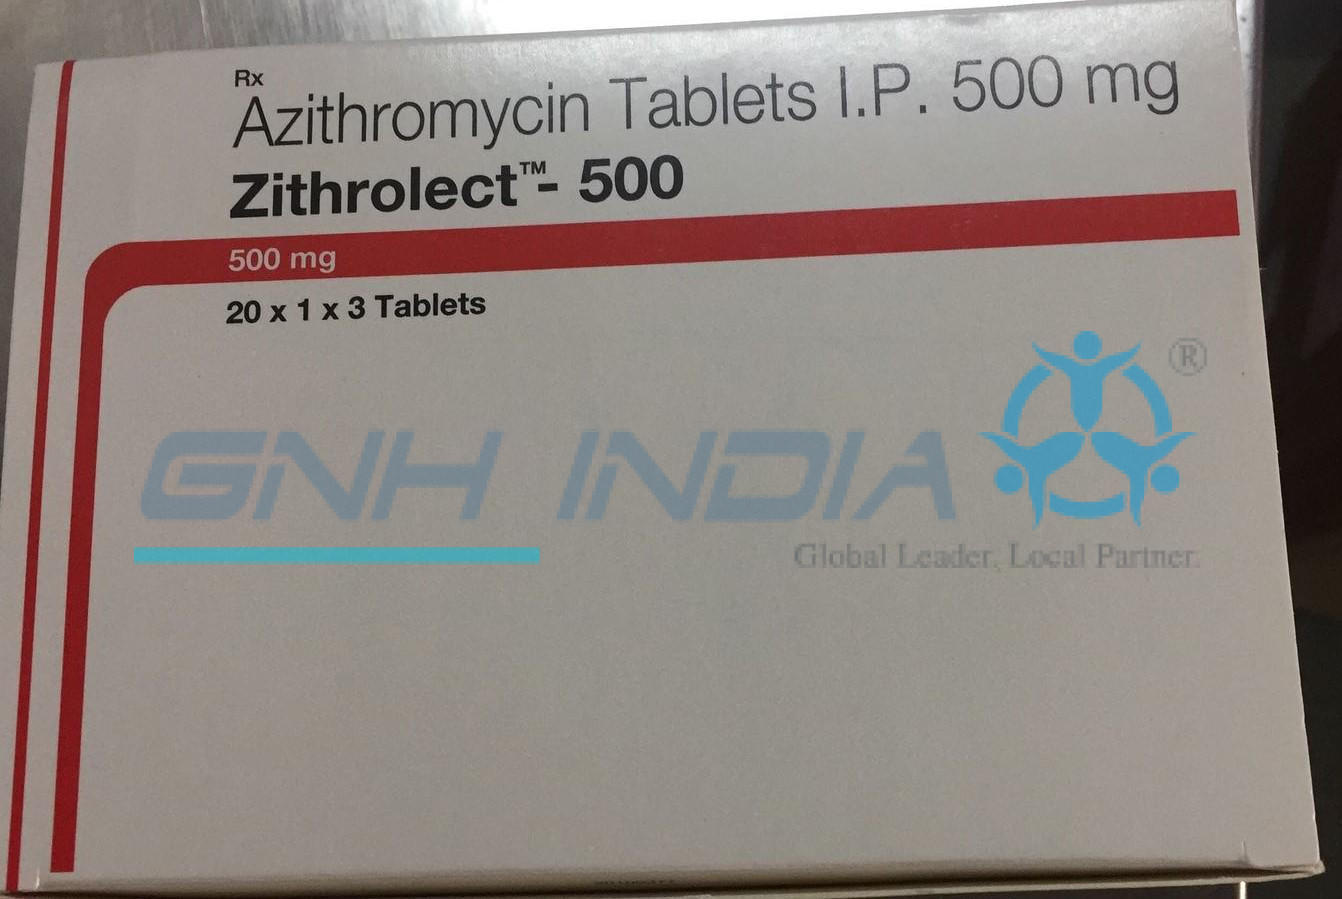 Rx
Azithromycin Tablets I.P. 500 mg
Zithrolect™- 500
500 mg
20 x 1 x 3 Tablets
GNH INDIA ®
Global Leader, Local Partner.